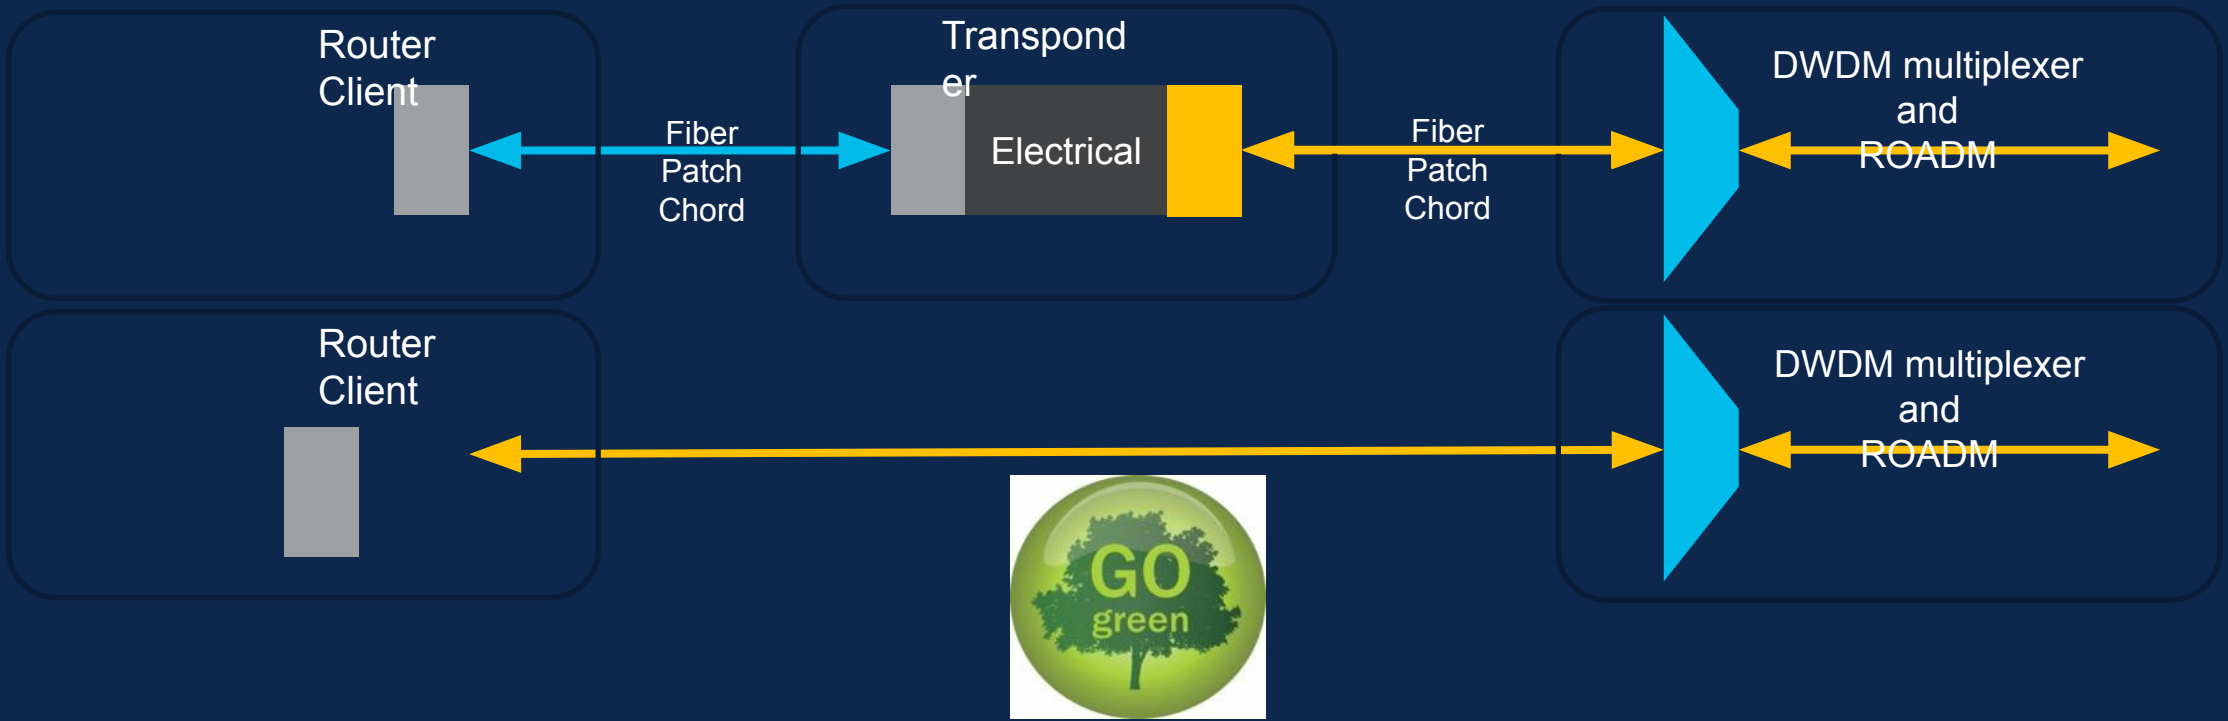 Router
Client
Transpond
er
Fiber
Patch
Chord
Electrical
Fiber
Patch
Chord
DWDM multiplexer
and
ROADM
Router
Client
DWDM multiplexer
and
ROADM
GO
green